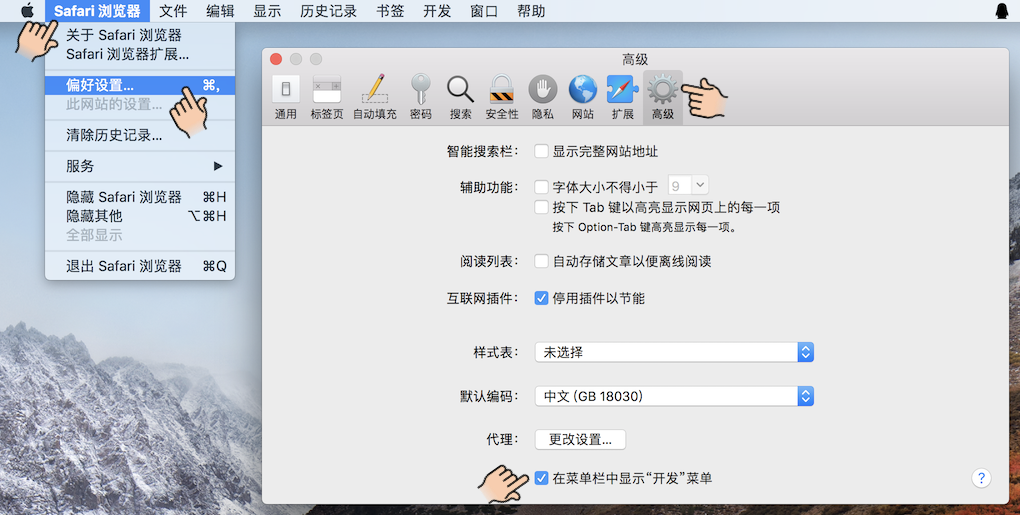 Safari 浏览器 文件 编辑 显示 历史记录 书签 开发 窗口 帮助
关于 Safari 浏览器
Safari 浏览器扩展...
偏好设置... ⌘,
此网站的设置...
清除历史记录...
服务 ▶
隐藏 Safari 浏览器 ⌘H
隐藏其他 ⌥⌘H
全部显示
退出 Safari 浏览器 ⌘Q
高级
通用 标签页 自动填充 密码 搜索 安全性 隐私 网站 扩展 高级
智能搜索栏： 显示完整网站地址
辅助功能： 字体大小不得小于 9
按下 Tab 键以高亮显示网页上的每一项
按下 Option-Tab 键高亮显示每一项。
阅读列表： 自动存储文章以便离线阅读
互联网插件： 停用插件以节能
样式表： 未选择
默认编码： 中文 (GB 18030)
代理： 更改设置...
在菜单栏中显示“开发”菜单
?